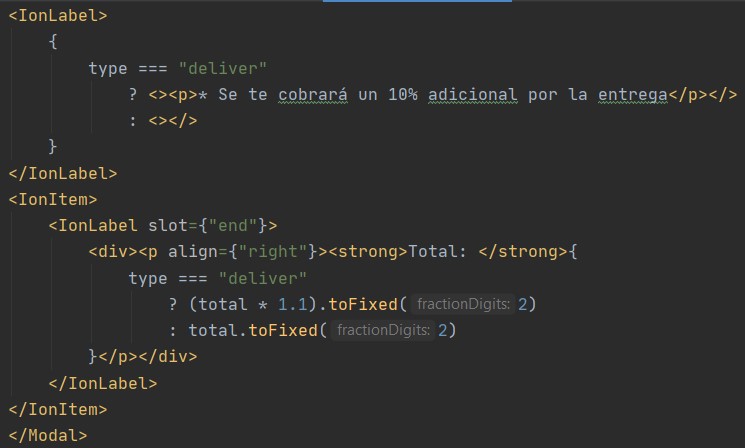 <IonLabel>
{
type === "deliver"
? <><p>* Se te cobrará un 10% adicional por la entrega</p></>
: <></>
}
</IonLabel>
<IonItem>
<IonLabel slot={"end"}>
<div><p align={"right"}><strong>Total: </strong>{
type === "deliver"
? (total * 1.1).toFixed( fractionDigits: 2)
: total.toFixed( fractionDigits: 2)
}</p></div>
</IonLabel>
</IonItem>
</Modal>